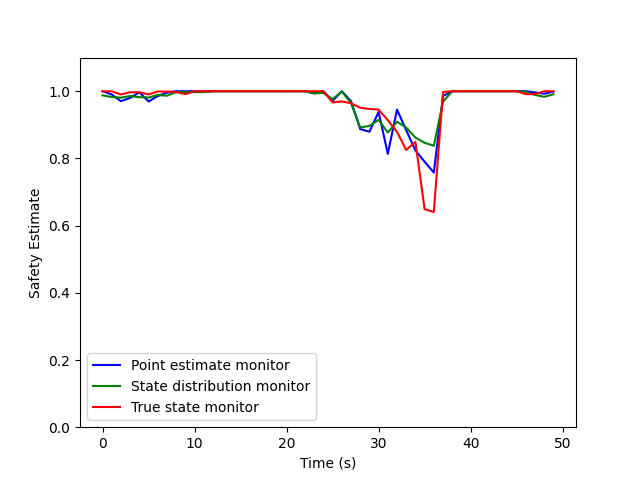 Safety Estimate
1.0
0.8
0.6
0.4
0.2
0.0
Point estimate monitor
State distribution monitor
True state monitor
0 10 20 30 40 50
Time (s)